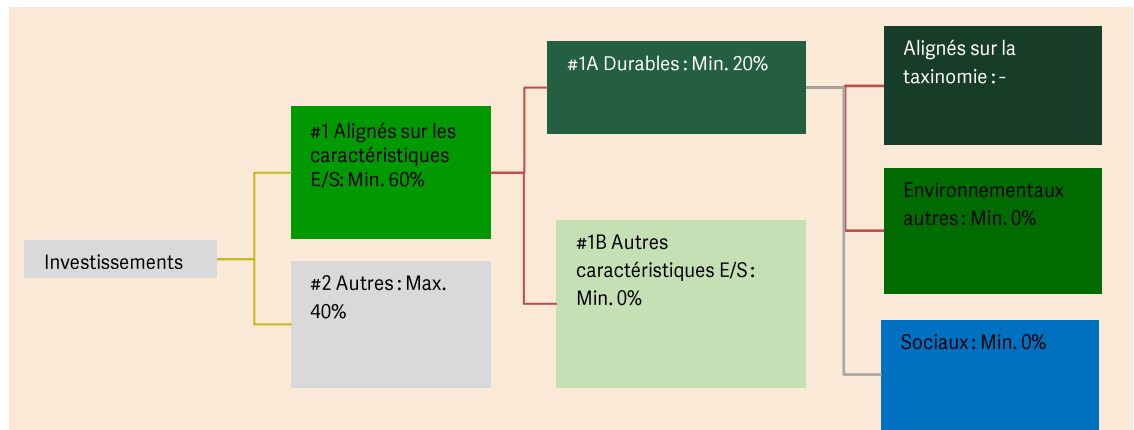 Investissements
#1 Alignés sur les
caractéristiques
E/S: Min. 60%
#2 Autres : Max.
40%
#1A Durables : Min. 20%
#1B Autres
caractéristiques E/S :
Min. 0%
Alignés sur la
taxinomie : -
Environnementaux
autres : Min. 0%
Sociaux : Min. 0%